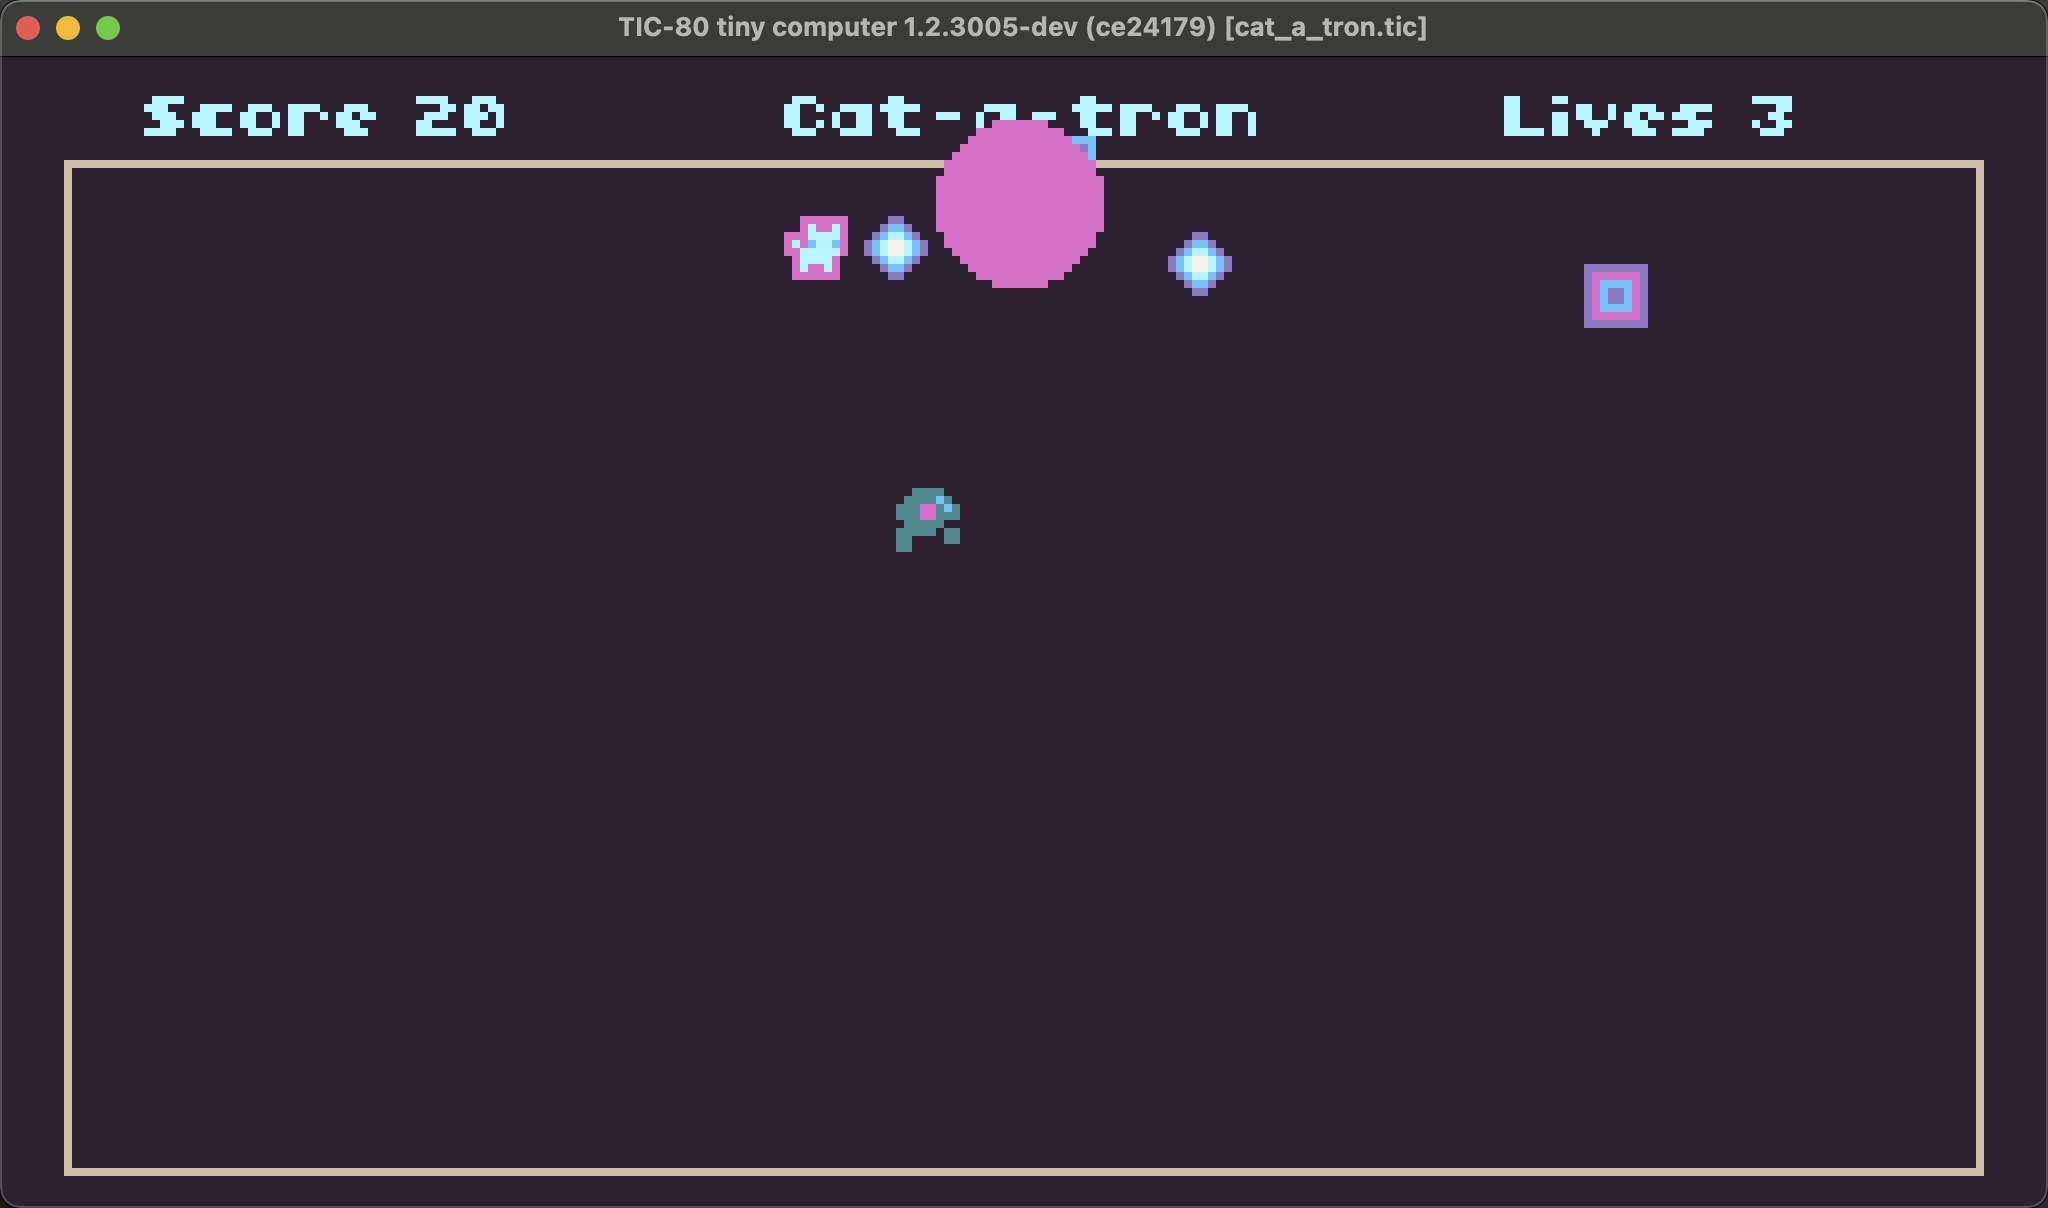 TIC-80 tiny computer 1.2.3005-dev (ce24179) [cat_a_tron.tic]
Score 20 Cat-a-tron Lives 3